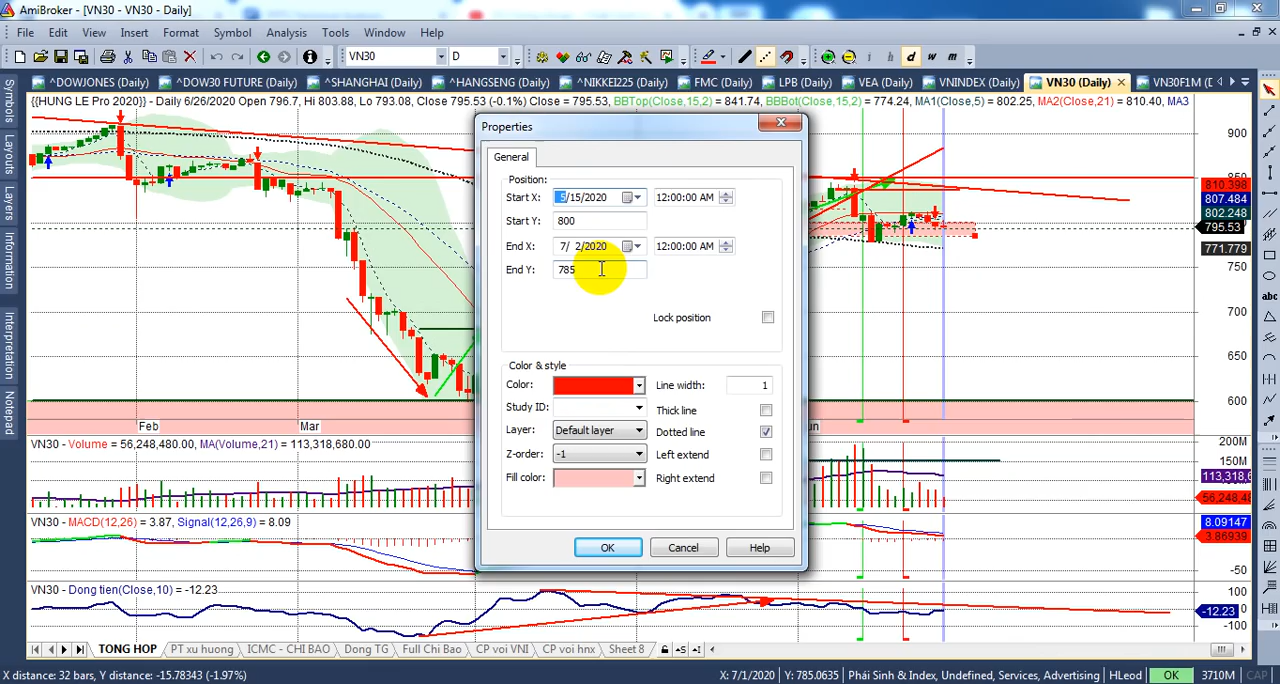 AmiBroker - [VN30 - VN30 - Daily]
File Edit View Insert Format Symbol Analysis Tools Window Help
VN30 D i h i d w m
^DOWJONES (Daily) ^DOW30 FUTURE (Daily) ^SHANGHAI (Daily) ^HANGSENG (Daily) ^NIKKEI225 (Daily) FMC (Daily) LPB (Daily) VEA (Daily) VNINDEX (Daily) VN30 (Daily) VN30F1M (D
{{HUNG LE Pro 2020}} - Daily 6/26/2020 Open 796.7, Hi 803.88, Lo 793.08, Close 795.53 (-0.1%) Close = 795.53, BBTop(Close,15,2) = 841.74, BBBot(Close,15,2) = 774.24, MA1(Close,5) = 802.25, MA2(Close,21) = 810.40, MA3
Symbols
Layouts
Layers
Information
Interpretation
Notepad
Properties
General
Position:
Start X: 5/15/2020 12:00:00 AM
Start Y: 800
End X: 7/ 2/2020 12:00:00 AM
End Y: 785
Lock position
Color & style
Color: Line width: 1
Study ID: Thick line
Layer: Default layer Dotted line
Z-order: -1 Left extend
Fill color: Right extend
OK Cancel Help
900
850
810.398
807.484
802.248
795.53
771.779
750
700
650
600
Feb Mar un
abc
VN30 - Volume = 56,248,480.00, MA(Volume,21) = 113,318,680.00
200M
150M
113,318,6
56,248,48
VN30 - MACD(12,26) = 3.87, Signal(12,26,9) = 8.09
8.09147
3.86939
-50
VN30 - Dong tien(Close,10) = -12.23
100
-12.23
-100
TONG HOP PT xu huong ICMC - CHI BAO Dong TG Full Chi Bao CP voi VNI CP voi hnx Sheet 8
X distance: 32 bars, Y distance: -15.78343 (-1.97%) X: 7/1/2020 Y: 785.0635 Phái Sinh & Index, Undefined, Services, Advertising HLeod OK 3710M CAP